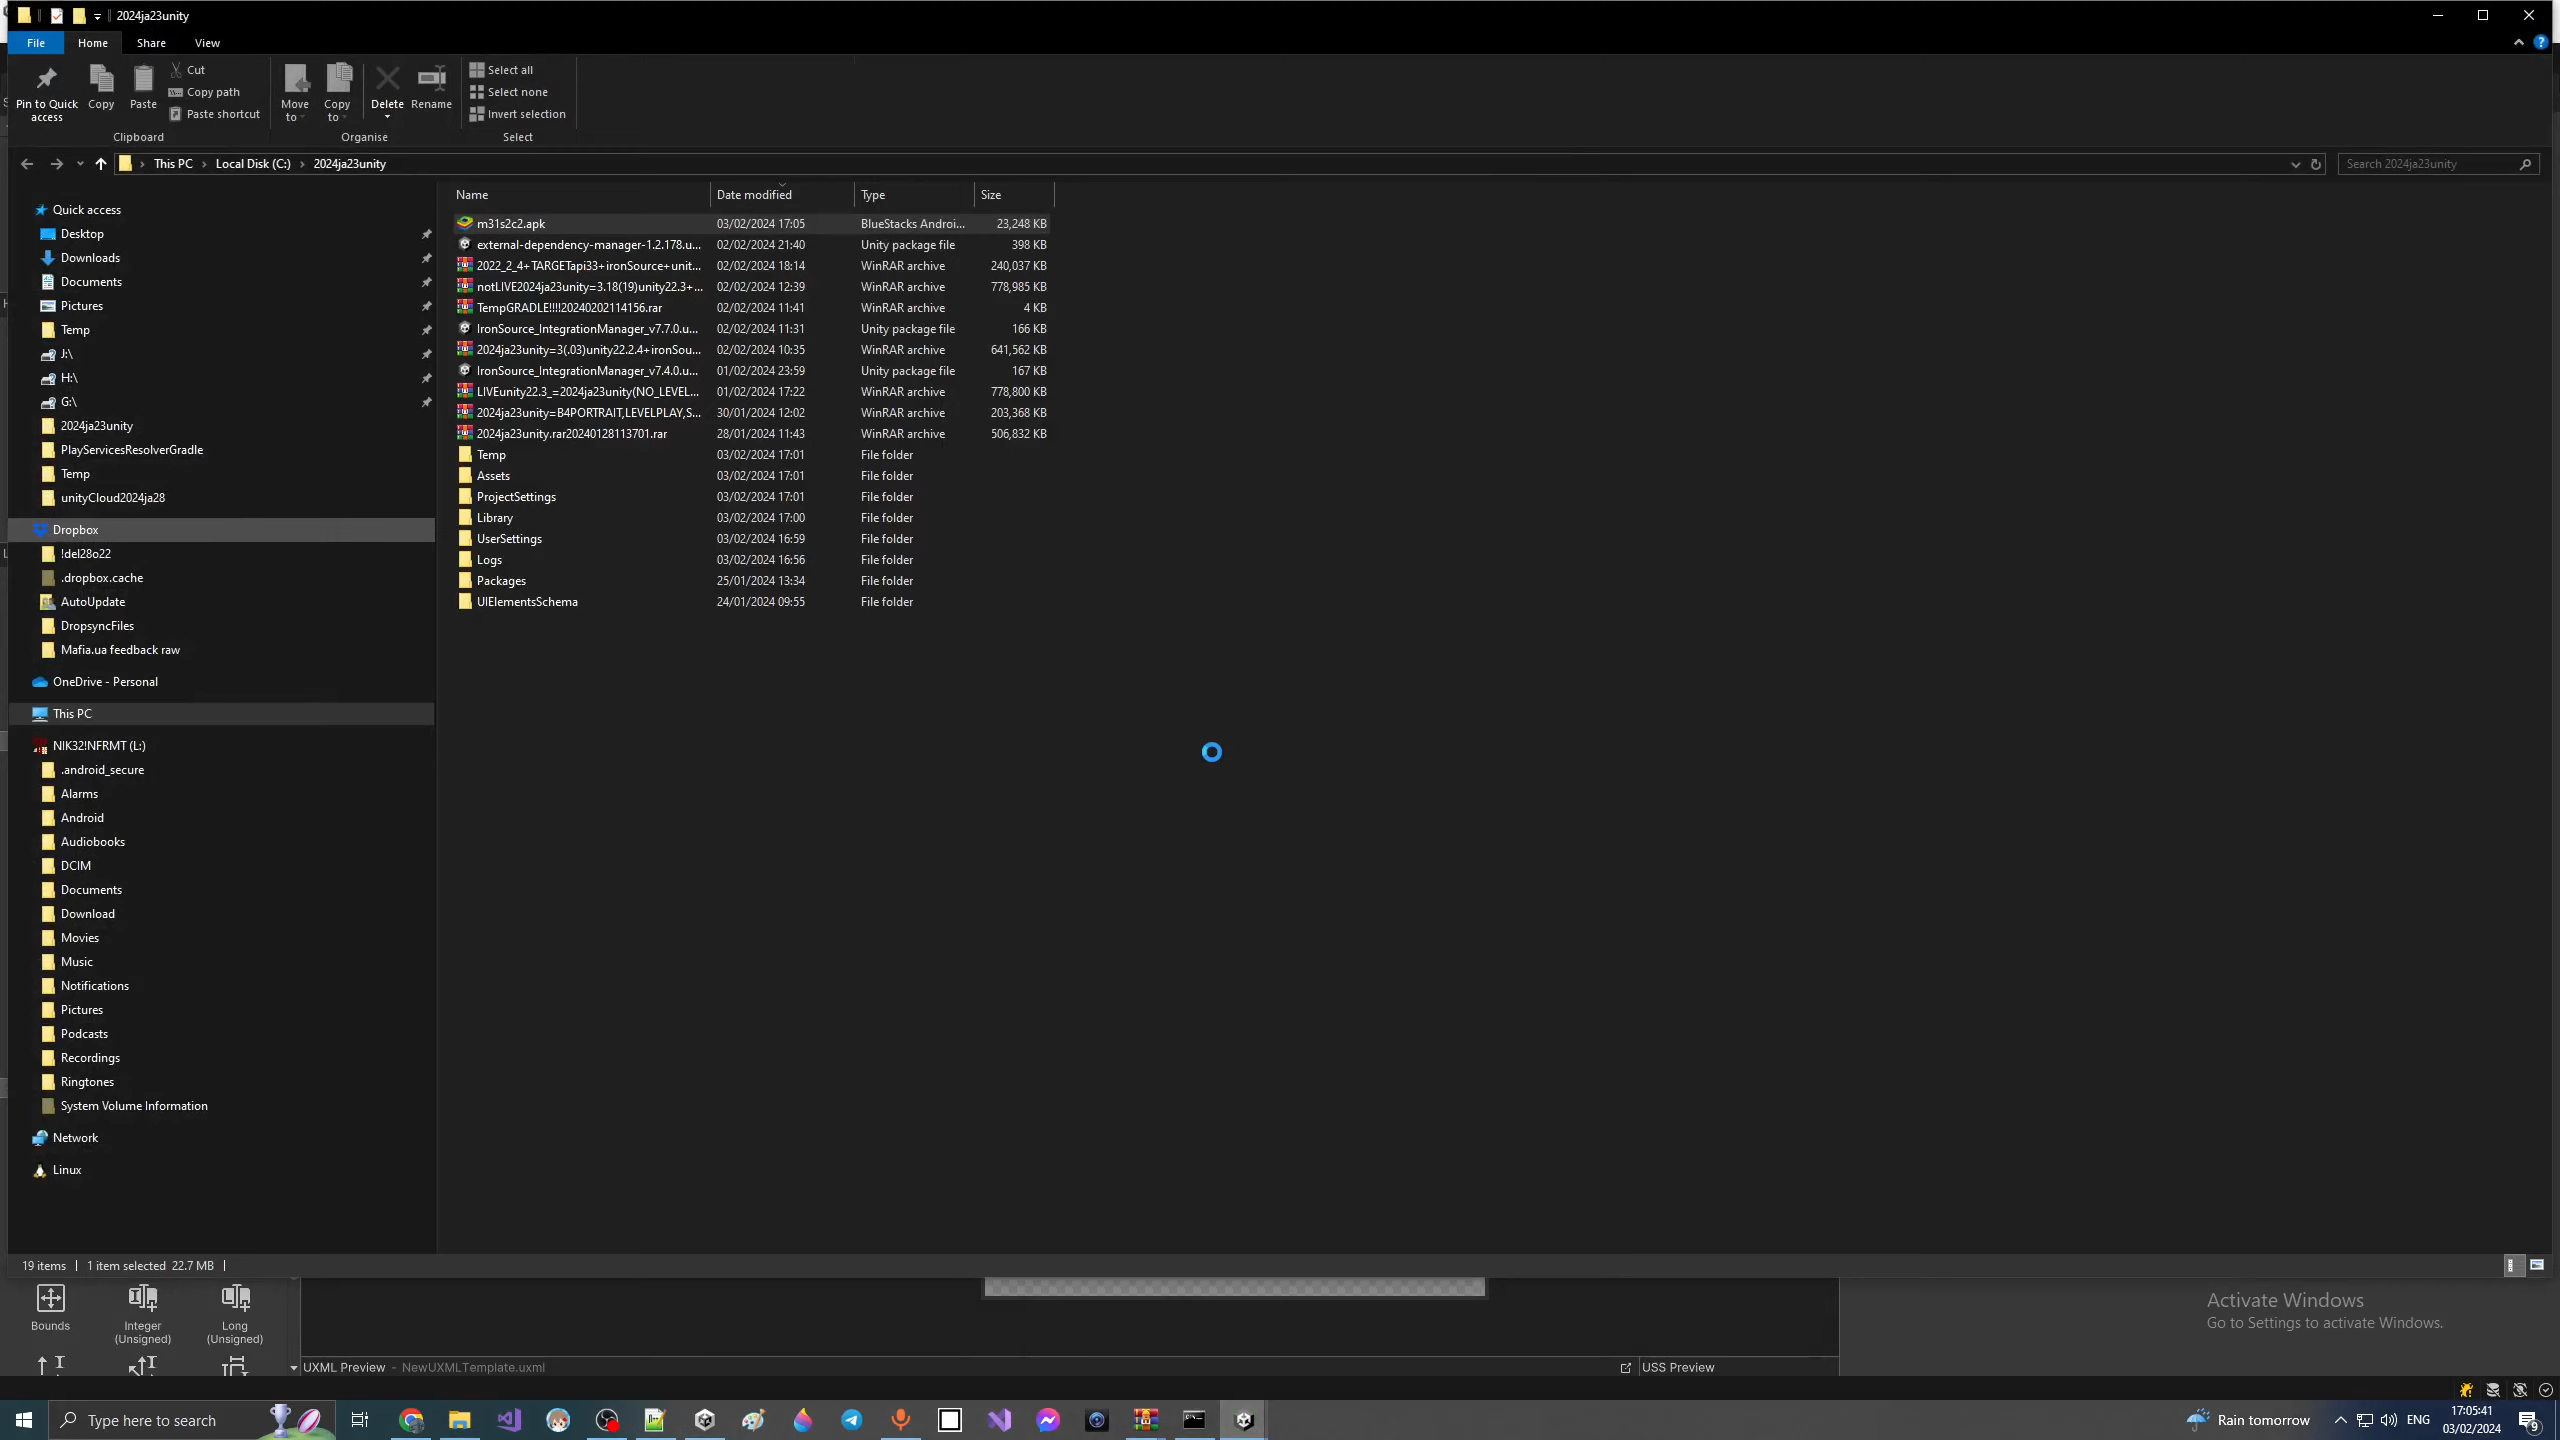 2024ja23unity
File
Home
Share
View
Pin to Quick access
Copy
Paste
Cut
Copy path
Paste shortcut
Clipboard
Move to
Copy to
Delete
Rename
Organise
Select all
Select none
Invert selection
Select
This PC
Local Disk (C:)
2024ja23unity
Search 2024ja23unity
Quick access
Desktop
Downloads
Documents
Pictures
Temp
J:\
H:\
G:\
2024ja23unity
PlayServicesResolverGradle
Temp
unityCloud2024ja28
Dropbox
!del28o22
.dropbox.cache
AutoUpdate
DropsyncFiles
Mafia.ua feedback raw
OneDrive - Personal
This PC
NIK32!NFRMT (L:)
.android_secure
Alarms
Android
Audiobooks
DCIM
Documents
Download
Movies
Music
Notifications
Pictures
Podcasts
Recordings
Ringtones
System Volume Information
Network
Linux
Name Date modified Type Size
m31s2c2.apk 03/02/2024 17:05 BlueStacks Androi... 23,248 KB
external-dependency-manager-1.2.178.u... 02/02/2024 21:40 Unity package file 398 KB
2022_2_4+TARGETapi33+ironSource+unit... 02/02/2024 18:14 WinRAR archive 240,037 KB
notLIVE2024ja23unity=3.18(19)unity22.3+... 02/02/2024 12:39 WinRAR archive 778,985 KB
TempGRADLE!!!!20240202114156.rar 02/02/2024 11:41 WinRAR archive 4 KB
IronSource_IntegrationManager_v7.7.0.u... 02/02/2024 11:31 Unity package file 166 KB
2024ja23unity=3(.03)unity22.2.4+ironSou... 02/02/2024 10:35 WinRAR archive 641,562 KB
IronSource_IntegrationManager_v7.4.0.u... 01/02/2024 23:59 Unity package file 167 KB
LIVEunity22.3_=2024ja23unity(NO_LEVEL... 01/02/2024 17:22 WinRAR archive 778,800 KB
2024ja23unity=B4PORTRAIT,LEVELPLAY,S... 30/01/2024 12:02 WinRAR archive 203,368 KB
2024ja23unity.rar20240128113701.rar 28/01/2024 11:43 WinRAR archive 506,832 KB
Temp 03/02/2024 17:01 File folder
Assets 03/02/2024 17:01 File folder
ProjectSettings 03/02/2024 17:01 File folder
Library 03/02/2024 17:00 File folder
UserSettings 03/02/2024 16:59 File folder
Logs 03/02/2024 16:56 File folder
Packages 25/01/2024 13:34 File folder
UIElementsSchema 24/01/2024 09:55 File folder
19 items
1 item selected 22.7 MB
Bounds
Integer (Unsigned)
Long (Unsigned)
UXML Preview - NewUXMLTemplate.uxml
USS Preview
Activate Windows
Go to Settings to activate Windows.
Type here to search
Rain tomorrow
ENG
17:05:41
03/02/2024
9